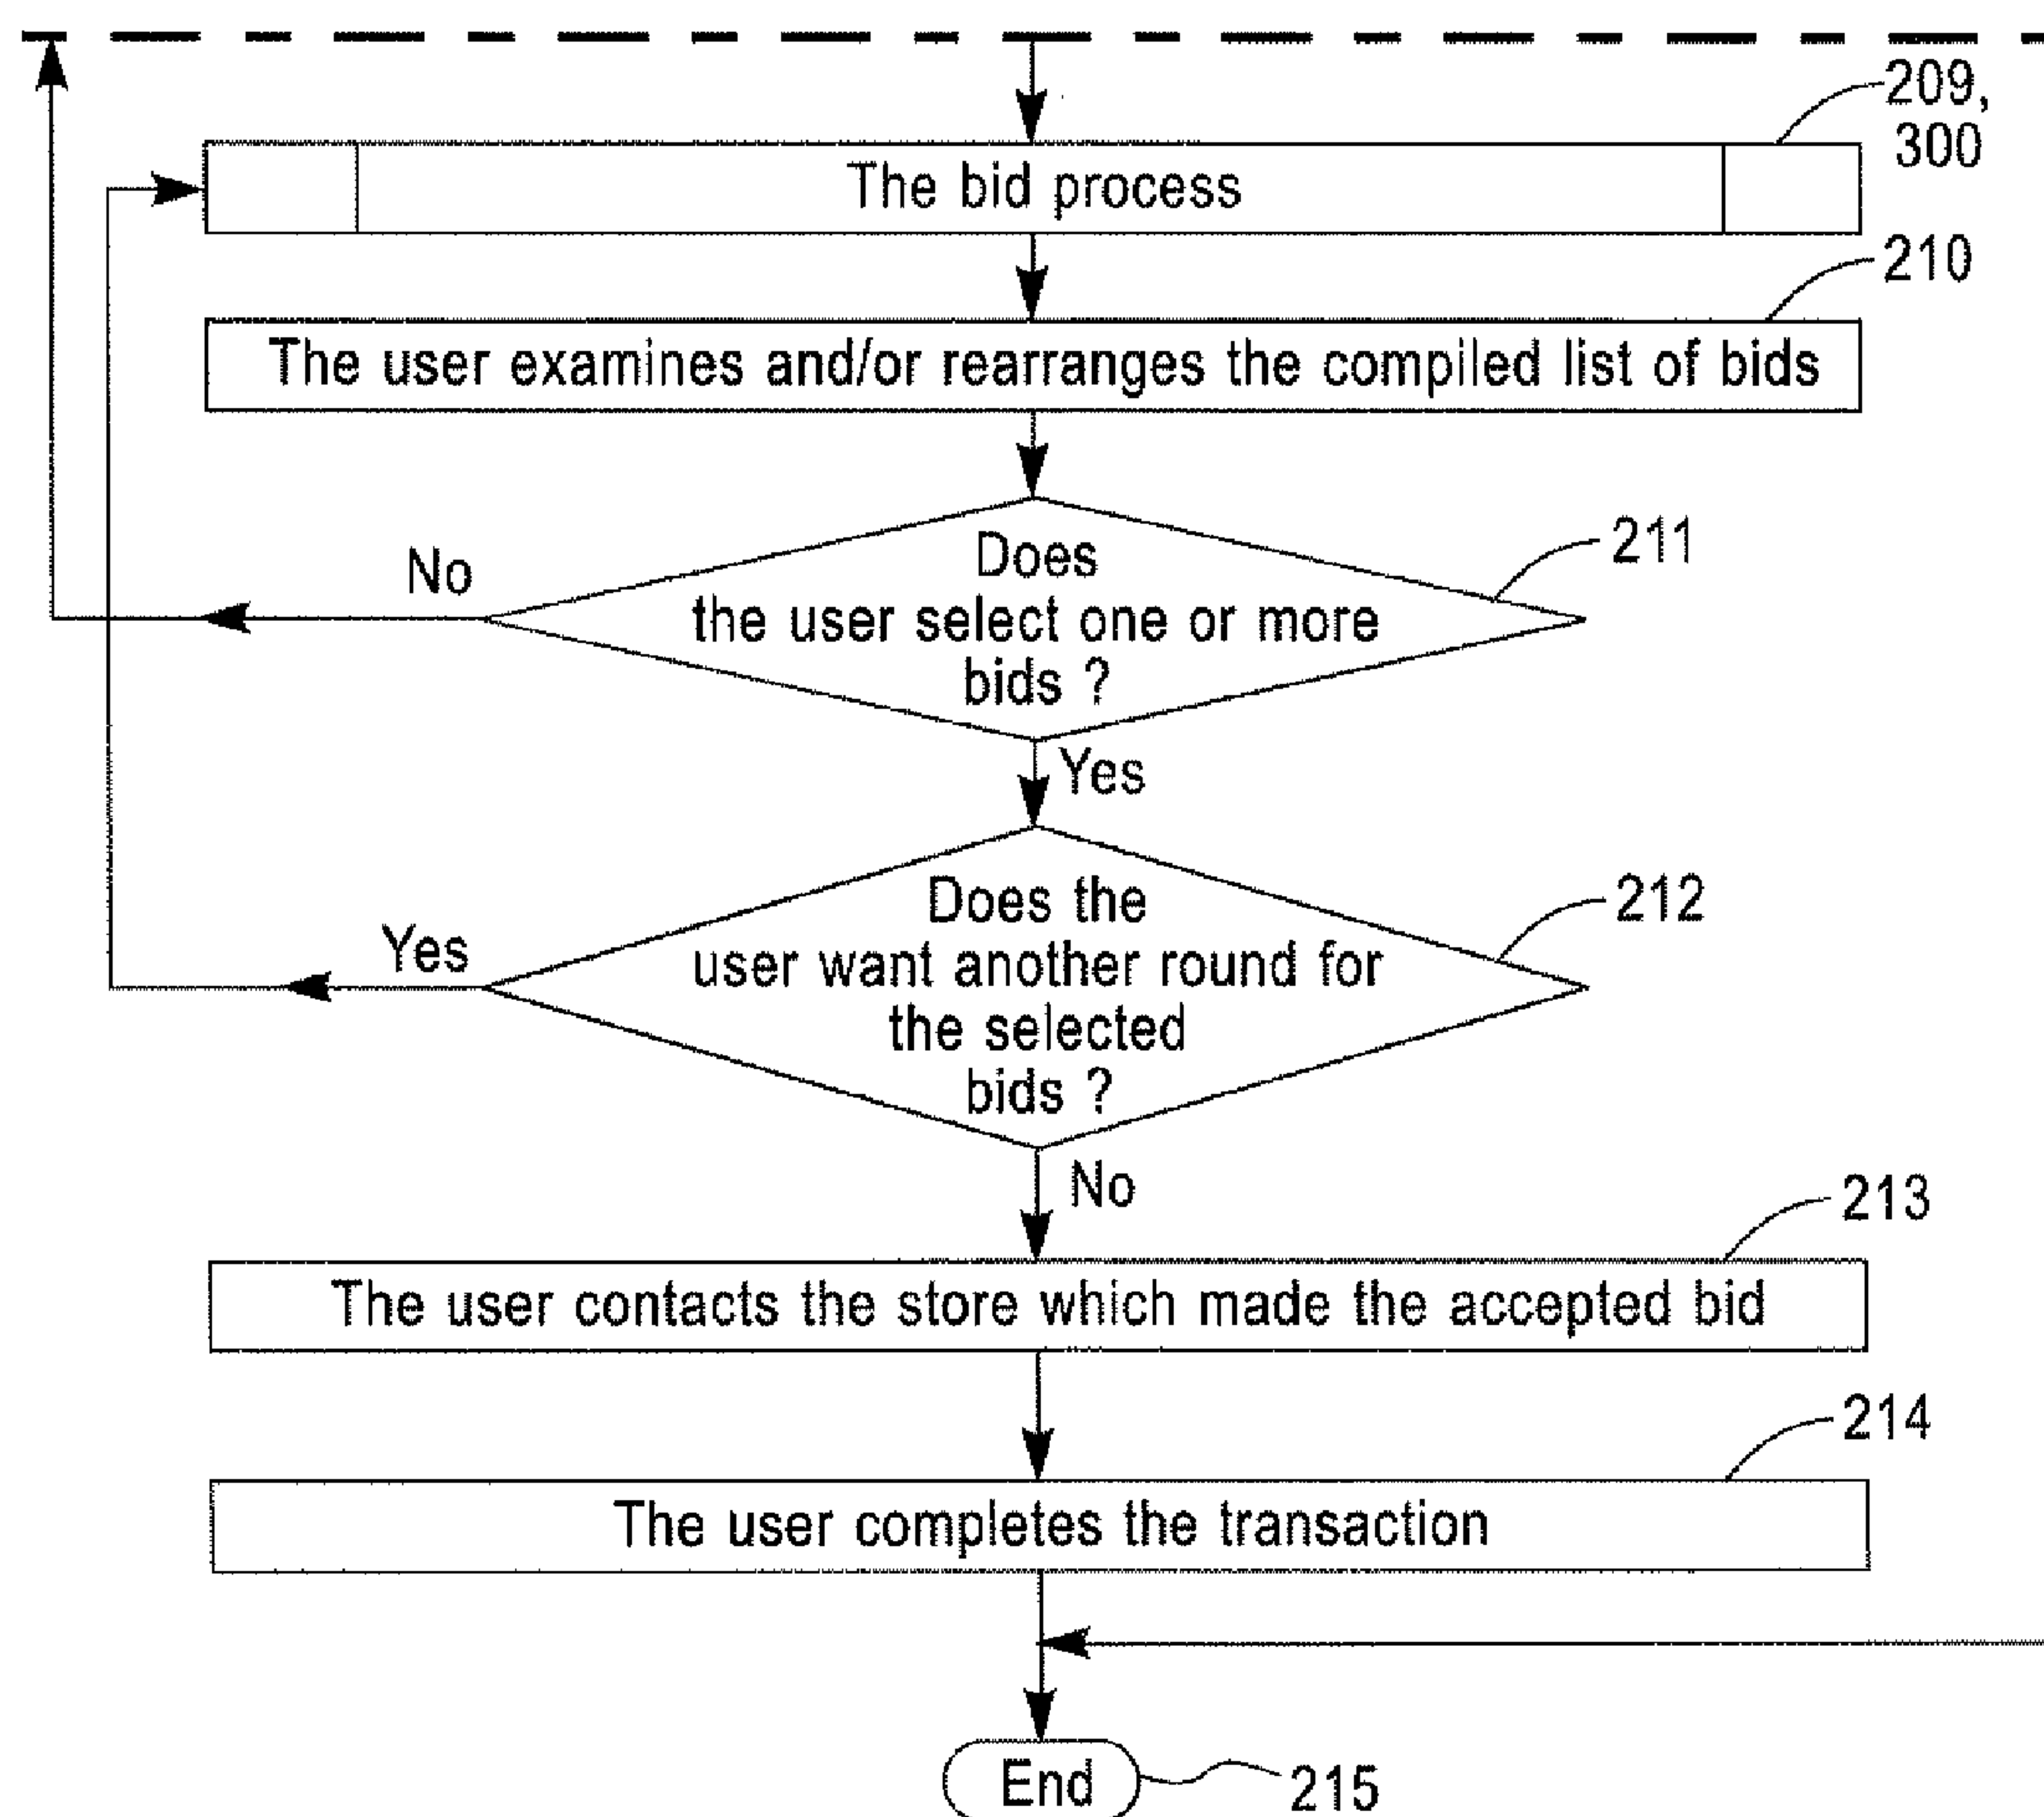 209,
300
The bid process
210
The user examines and/or rearranges the compiled list of bids
211
No
Does
the user select one or more
bids ?
Yes
212
Does the
Yes
user want another round for
the selected
bids ?
No
213
The user contacts the store which made the accepted bid
214
The user completes the transaction
End
215